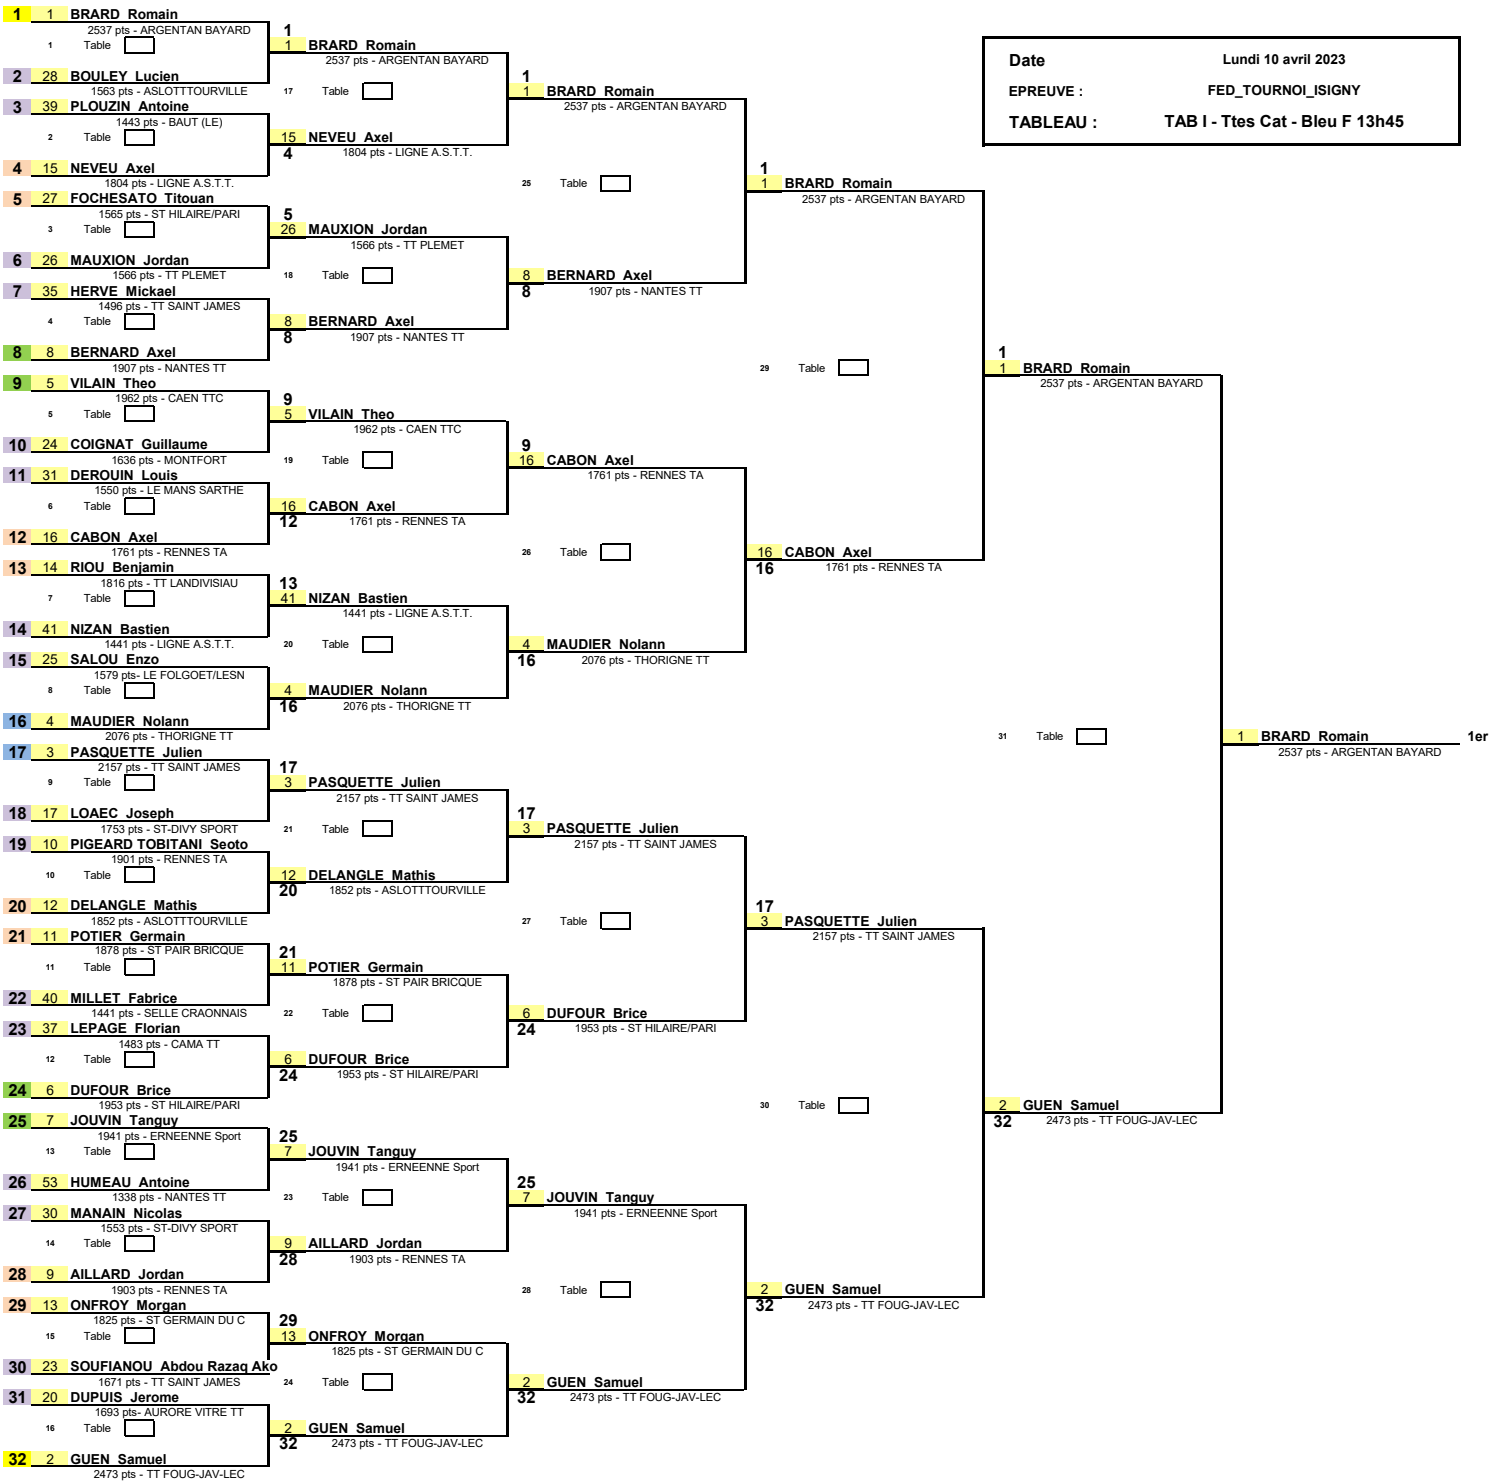 Date Lundi 10 avril 2023
EPREUVE : FED_TOURNOI_ISIGNY
TABLEAU : TAB I - Ttes Cat - Bleu F 13h45
1 1 BRARD Romain
2537 pts - ARGENTAN BAYARD
1 Table
2 28 BOULEY Lucien
1563 pts - ASLOTTTOURVILLE
3 39 PLOUZIN Antoine
1443 pts - BAUT (LE)
2 Table
4 15 NEVEU Axel
1804 pts - LIGNE A.S.T.T.
5 27 FOCHESATO Titouan
1565 pts - ST HILAIRE/PARI
3 Table
6 26 MAUXION Jordan
1566 pts - TT PLEMET
7 35 HERVE Mickael
1496 pts - TT SAINT JAMES
4 Table
8 8 BERNARD Axel
1907 pts - NANTES TT
9 5 VILAIN Theo
1962 pts - CAEN TTC
5 Table
10 24 COIGNAT Guillaume
1636 pts - MONTFORT
11 31 DEROUIN Louis
1550 pts - LE MANS SARTHE
6 Table
12 16 CABON Axel
1761 pts - RENNES TA
13 14 RIOU Benjamin
1816 pts - TT LANDIVISIAU
7 Table
14 41 NIZAN Bastien
1441 pts - LIGNE A.S.T.T.
15 25 SALOU Enzo
1579 pts- LE FOLGOET/LESN
8 Table
16 4 MAUDIER Nolann
2076 pts - THORIGNE TT
17 3 PASQUETTE Julien
2157 pts - TT SAINT JAMES
9 Table
18 17 LOAEC Joseph
1753 pts - ST-DIVY SPORT
19 10 PIGEARD TOBITANI Seoto
1901 pts - RENNES TA
10 Table
20 12 DELANGLE Mathis
1852 pts - ASLOTTTOURVILLE
21 11 POTIER Germain
1878 pts - ST PAIR BRICQUE
11 Table
22 40 MILLET Fabrice
1441 pts - SELLE CRAONNAIS
23 37 LEPAGE Florian
1483 pts - CAMA TT
12 Table
24 6 DUFOUR Brice
1953 pts - ST HILAIRE/PARI
25 7 JOUVIN Tanguy
1941 pts - ERNEENNE Sport
13 Table
26 53 HUMEAU Antoine
1338 pts - NANTES TT
27 30 MANAIN Nicolas
1553 pts - ST-DIVY SPORT
14 Table
28 9 AILLARD Jordan
1903 pts - RENNES TA
29 13 ONFROY Morgan
1825 pts - ST GERMAIN DU C
15 Table
30 23 SOUFIANOU Abdou Razaq Ako
1671 pts - TT SAINT JAMES
31 20 DUPUIS Jerome
1693 pts- AURORE VITRE TT
16 Table
32 2 GUEN Samuel
2473 pts - TT FOUG-JAV-LEC
1
1 BRARD Romain
2537 pts - ARGENTAN BAYARD
17 Table
15 NEVEU Axel
4 1804 pts - LIGNE A.S.T.T.
5
26 MAUXION Jordan
1566 pts - TT PLEMET
18 Table
8 BERNARD Axel
8 1907 pts - NANTES TT
9
5 VILAIN Theo
1962 pts - CAEN TTC
19 Table
16 CABON Axel
12 1761 pts - RENNES TA
13
41 NIZAN Bastien
1441 pts - LIGNE A.S.T.T.
20 Table
4 MAUDIER Nolann
16 2076 pts - THORIGNE TT
17
3 PASQUETTE Julien
2157 pts - TT SAINT JAMES
21 Table
12 DELANGLE Mathis
20 1852 pts - ASLOTTTOURVILLE
21
11 POTIER Germain
1878 pts - ST PAIR BRICQUE
22 Table
6 DUFOUR Brice
24 1953 pts - ST HILAIRE/PARI
25
7 JOUVIN Tanguy
1941 pts - ERNEENNE Sport
23 Table
9 AILLARD Jordan
28 1903 pts - RENNES TA
29
13 ONFROY Morgan
1825 pts - ST GERMAIN DU C
24 Table
2 GUEN Samuel
32 2473 pts - TT FOUG-JAV-LEC
1
1 BRARD Romain
2537 pts - ARGENTAN BAYARD
25 Table
8 BERNARD Axel
8 1907 pts - NANTES TT
9
16 CABON Axel
1761 pts - RENNES TA
26 Table
4 MAUDIER Nolann
16 2076 pts - THORIGNE TT
17
3 PASQUETTE Julien
2157 pts - TT SAINT JAMES
27 Table
6 DUFOUR Brice
24 1953 pts - ST HILAIRE/PARI
25
7 JOUVIN Tanguy
1941 pts - ERNEENNE Sport
28 Table
2 GUEN Samuel
32 2473 pts - TT FOUG-JAV-LEC
1
1 BRARD Romain
2537 pts - ARGENTAN BAYARD
29 Table
16 CABON Axel
16 1761 pts - RENNES TA
17
3 PASQUETTE Julien
2157 pts - TT SAINT JAMES
30 Table
2 GUEN Samuel
32 2473 pts - TT FOUG-JAV-LEC
1
1 BRARD Romain
2537 pts - ARGENTAN BAYARD
31 Table
2 GUEN Samuel
32 2473 pts - TT FOUG-JAV-LEC
1 BRARD Romain 1er
2537 pts - ARGENTAN BAYARD